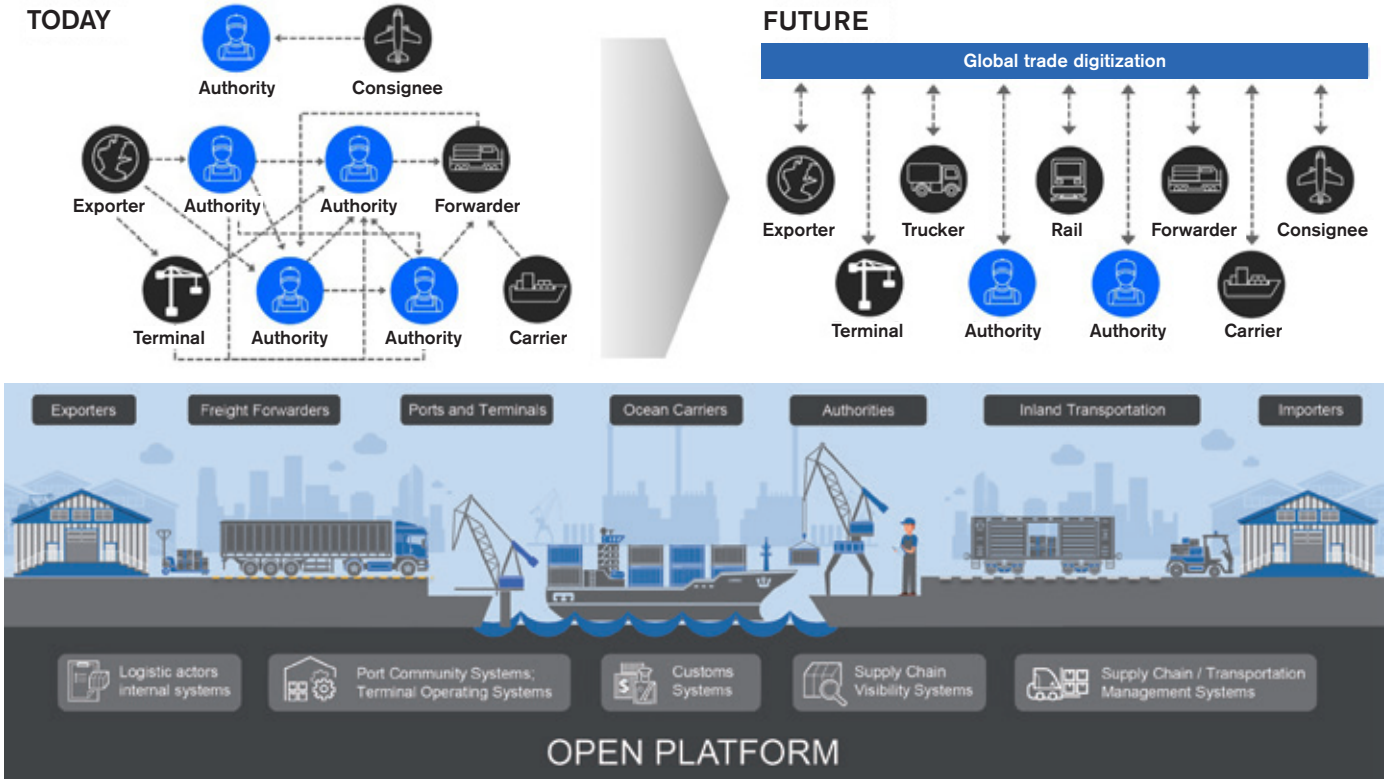 TODAY
Authority
Consignee
Exporter
Authority
Authority
Forwarder
Terminal
Authority
Authority
Carrier
FUTURE
Global trade digitization
Exporter
Trucker
Rail
Forwarder
Consignee
Terminal
Authority
Authority
Carrier
Exporters
Freight Forwarders
Ports and Terminals
Ocean Carriers
Authorities
Inland Transportation
Importers
Logistic actors
internal systems
Port Community Systems;
Terminal Operating Systems
Customs
Systems
Supply Chain
Visibility Systems
Supply Chain / Transportation
Management Systems
OPEN PLATFORM